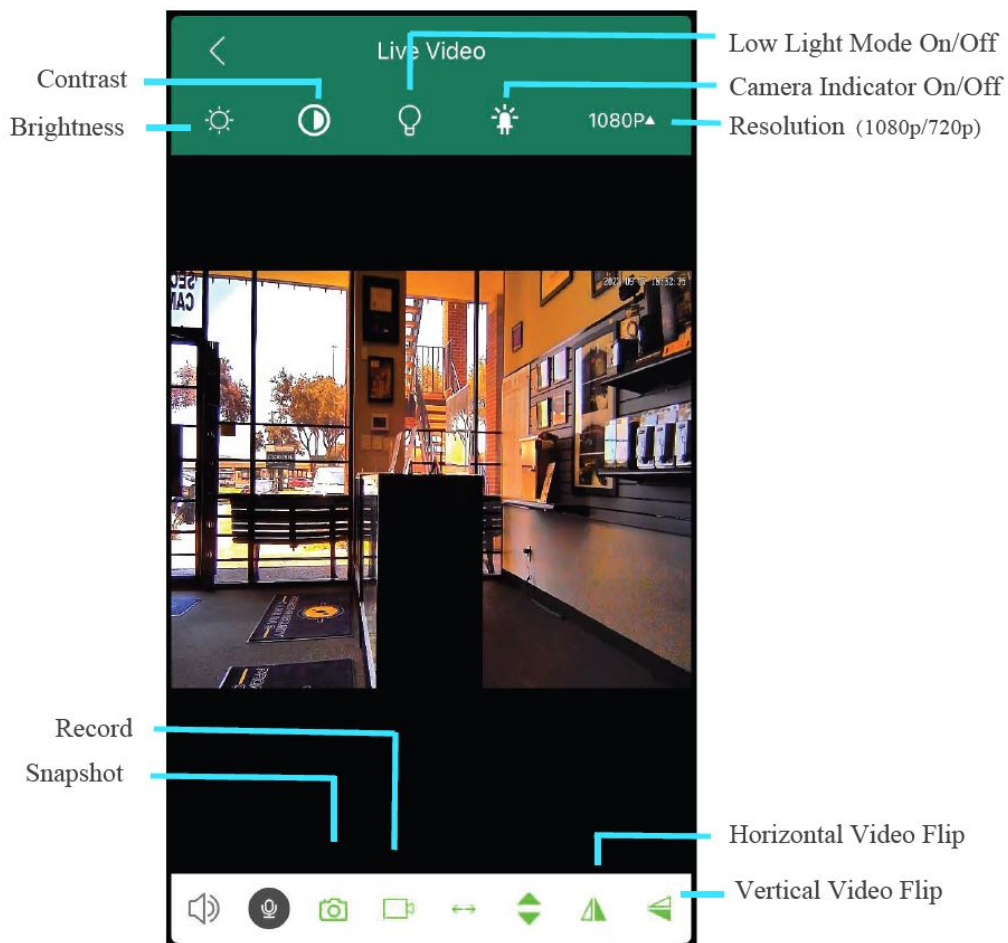 Live Video
Low Light Mode On/Off
Contrast
Camera Indicator On/Off
Brightness
1080P
Resolution (1080p/720p)
Record
Snapshot
Horizontal Video Flip
Vertical Video Flip